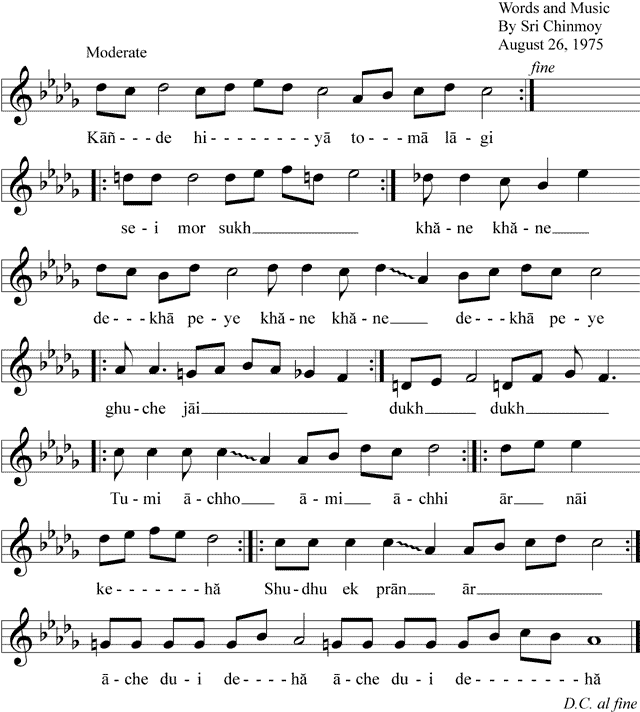 Words and Music
By Sri Chinmoy
August 26, 1975
Moderate
fine
Kāñ---de hi--------yā to---mā lāgi
se-i mor sukh khă-ne khă-ne
de---khā pe-ye khă-ne khă-ne de---khā pe-ye
ghu-che jāi dukh dukh
Tu-mi ā-chho ā-mi ā-chhi ār nāi
ke-------hă Shu-dhu ek prān ār
ā-che du-i de-----hă ā-che du-i de------hă
D.C. al fine